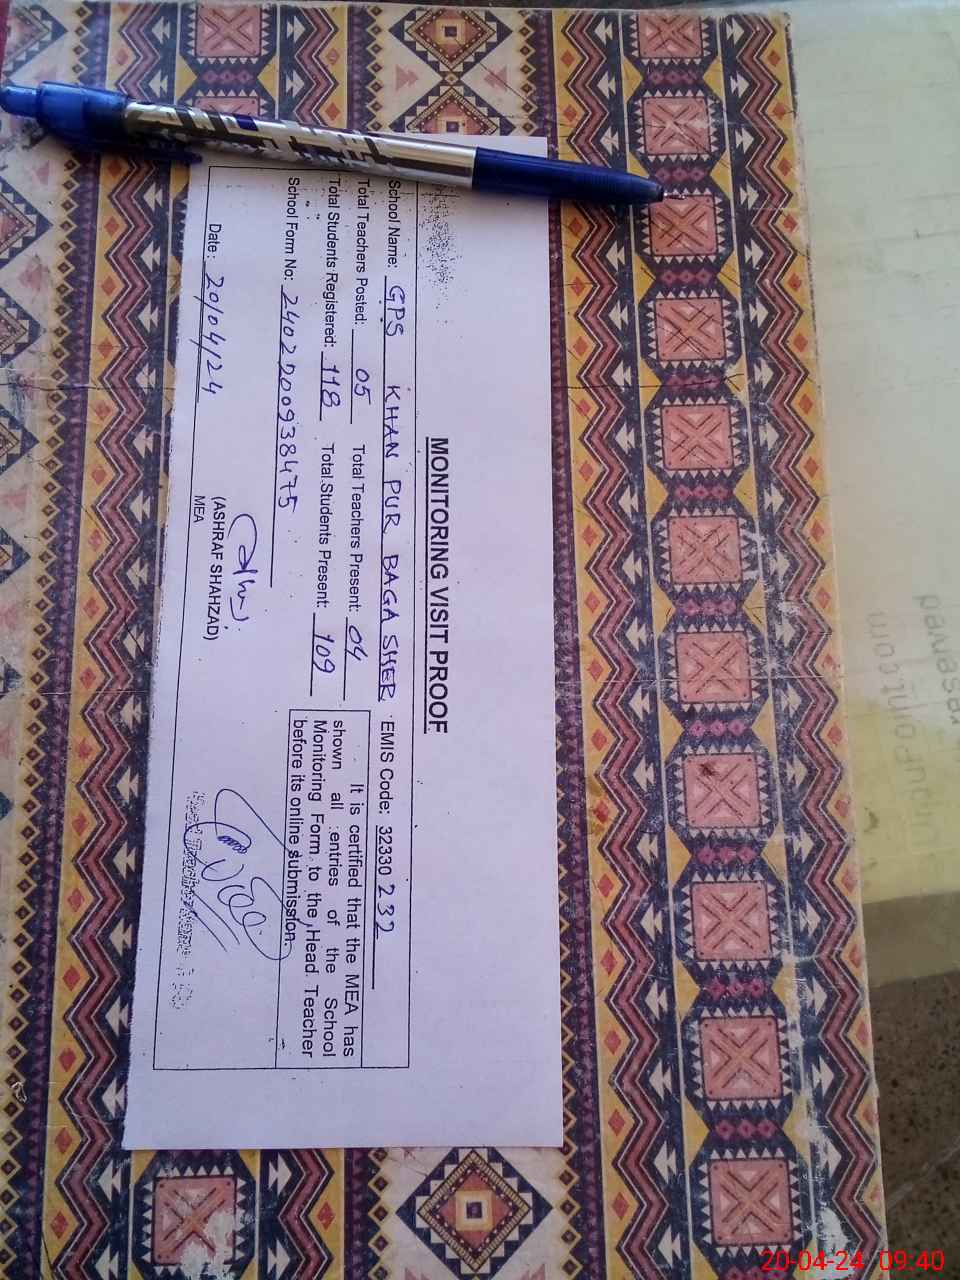 MONITORING VISIT PROOF
School Name: GPS KHAN PUR BAGA SHER EMIS Code: 32330 232
Total Teachers Posted: 05 Total Teachers Present: 04
Total Students Registered: 118 Total Students Present: 109
School Form No: 240200938475
It is certified that the MEA has
shown all entries of the School
Monitoring Form to the Head Teacher
before its online submission.
Date: 20/04/24
(ASHRAF SHAHZAD)
MEA
20-04-24 09:40